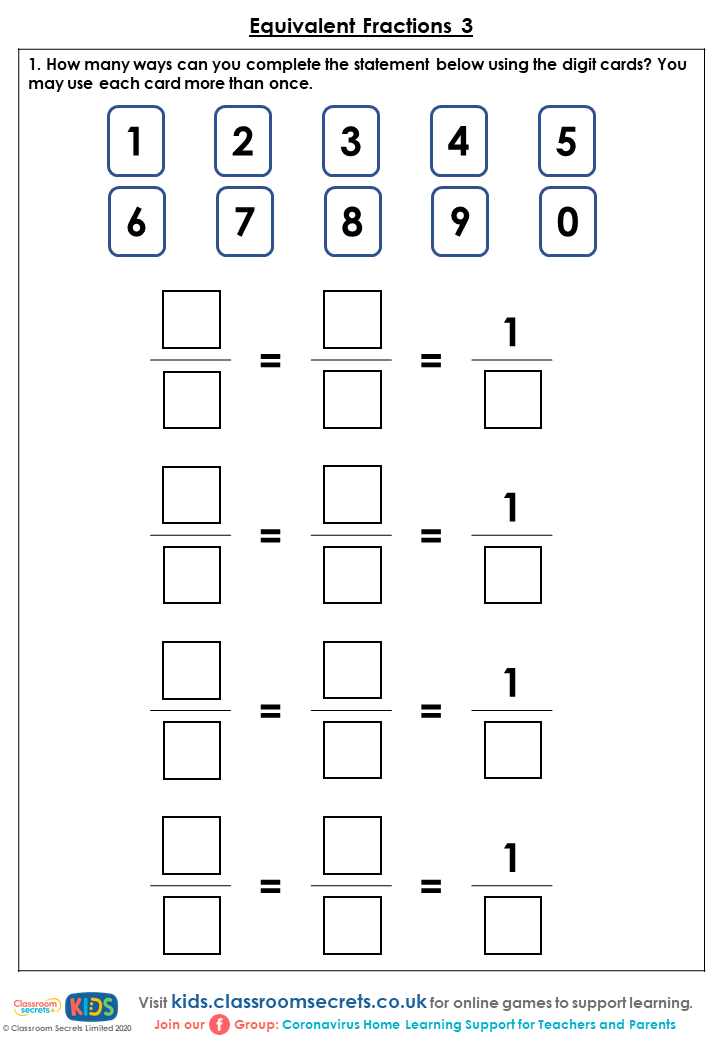 Equivalent Fractions 3
1. How many ways can you complete the statement below using the digit cards? You
may use each card more than once.
1 2 3 4 5
6 7 8 9 0
= = 1
= = 1
= = 1
= = 1
Classroom Secrets KIDS
© Classroom Secrets Limited 2020
Visit kids.classroomsecrets.co.uk for online games to support learning.
Join our f Group: Coronavirus Home Learning Support for Teachers and Parents